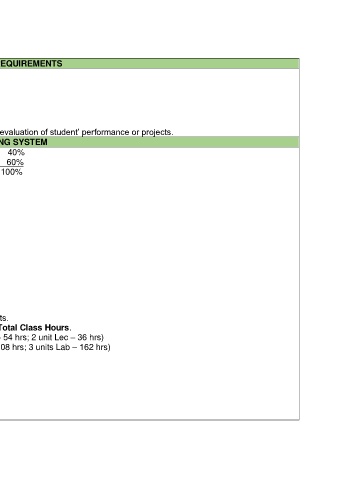 EQUIREMENTS
evaluation of student' performance or projects.
NG SYSTEM
40%
60%
100%
ts.
Total Class Hours.
54 hrs; 2 unit Lec – 36 hrs)
08 hrs; 3 units Lab – 162 hrs)